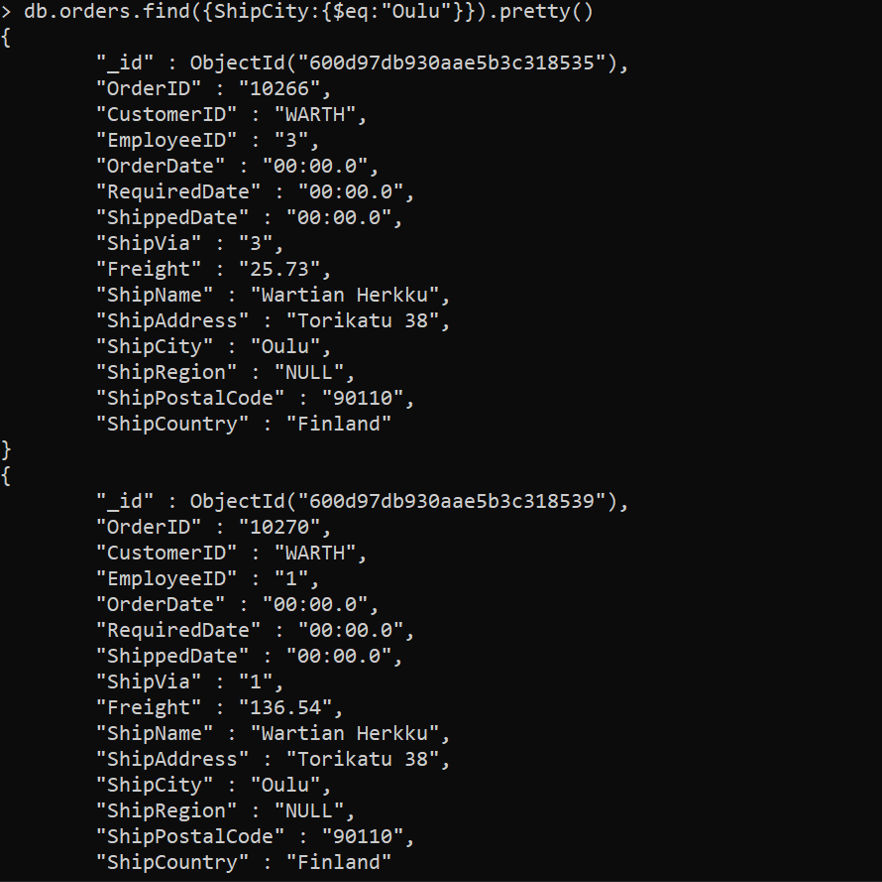 > db.orders.find({ShipCity:{$eq:"Oulu"}}).pretty()
{
        "_id" : ObjectId("600d97db930aae5b3c318535"),
        "OrderID" : "10266",
        "CustomerID" : "WARTH",
        "EmployeeID" : "3",
        "OrderDate" : "00:00.0",
        "RequiredDate" : "00:00.0",
        "ShippedDate" : "00:00.0",
        "ShipVia" : "3",
        "Freight" : "25.73",
        "ShipName" : "Wartian Herkku",
        "ShipAddress" : "Torikatu 38",
        "ShipCity" : "Oulu",
        "ShipRegion" : "NULL",
        "ShipPostalCode" : "90110",
        "ShipCountry" : "Finland"
}
{
        "_id" : ObjectId("600d97db930aae5b3c318539"),
        "OrderID" : "10270",
        "CustomerID" : "WARTH",
        "EmployeeID" : "1",
        "OrderDate" : "00:00.0",
        "RequiredDate" : "00:00.0",
        "ShippedDate" : "00:00.0",
        "ShipVia" : "1",
        "Freight" : "136.54",
        "ShipName" : "Wartian Herkku",
        "ShipAddress" : "Torikatu 38",
        "ShipCity" : "Oulu",
        "ShipRegion" : "NULL",
        "ShipPostalCode" : "90110",
        "ShipCountry" : "Finland"